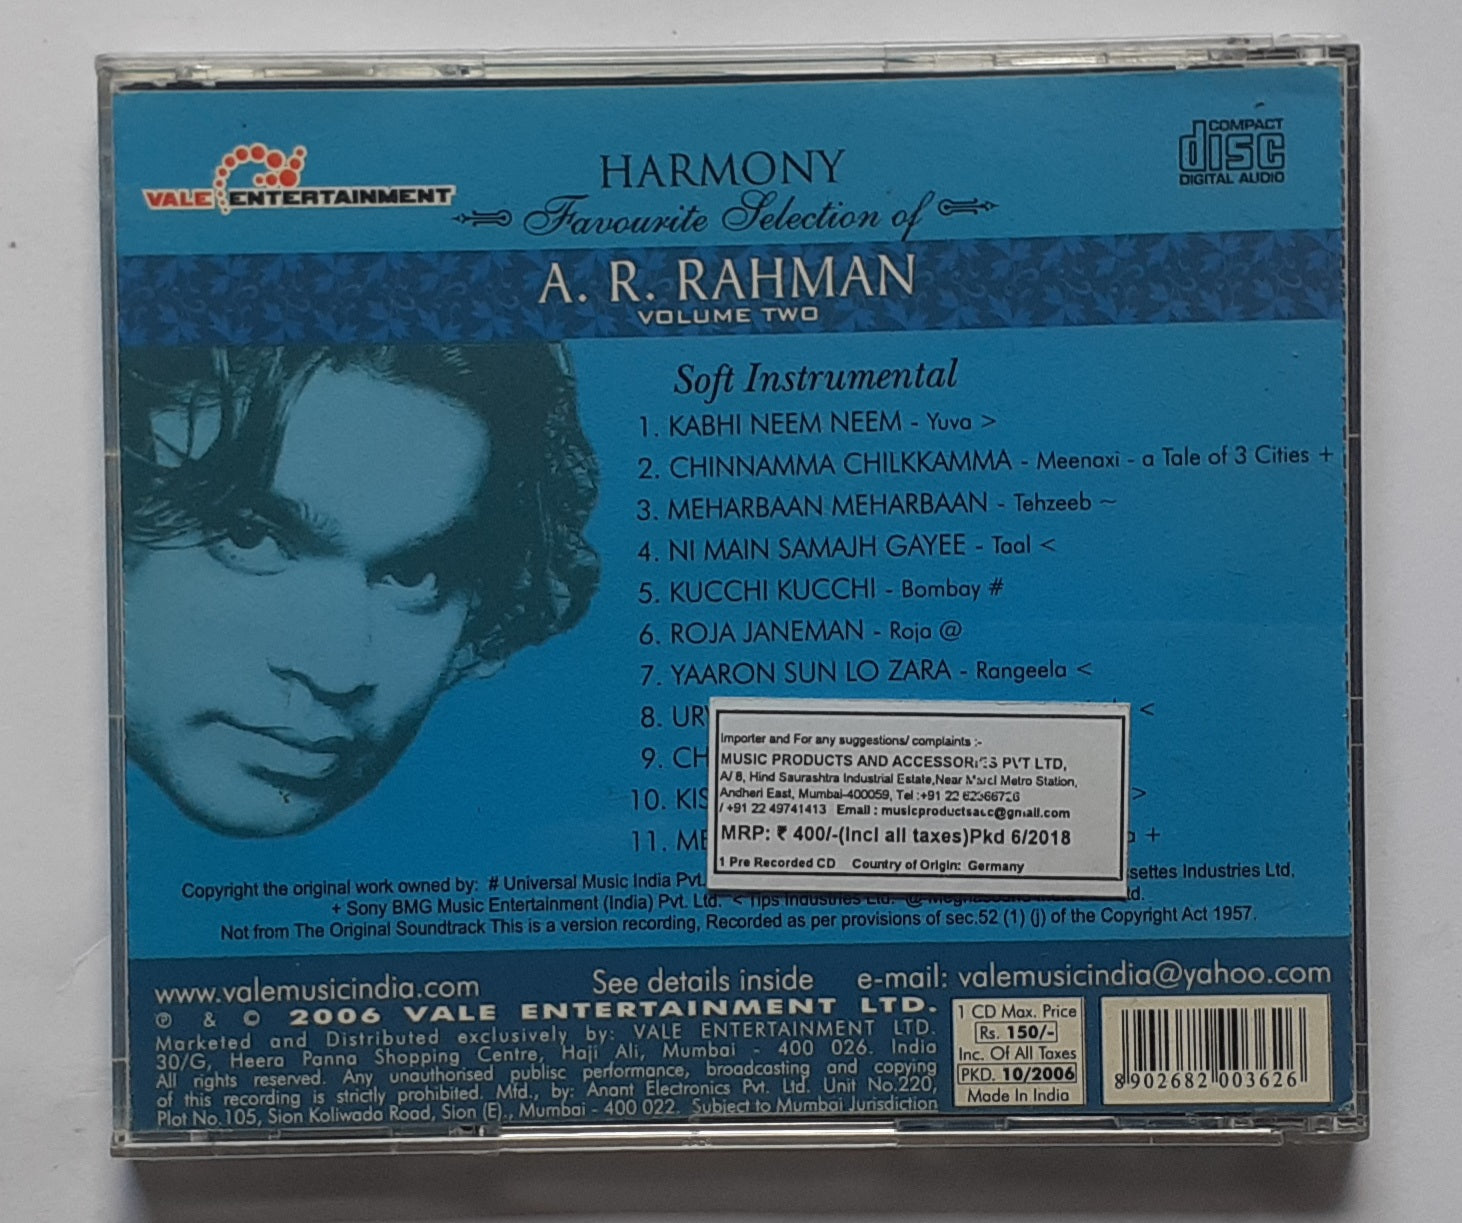 VALE ENTERTAINMENT
COMPACT
disc
DIGITAL AUDIO
HARMONY
Favourite Selection of
A. R. RAHMAN
VOLUME TWO
Soft Instrumental
1. KABHI NEEM NEEM - Yuva >
2. CHINNAMMA CHILKKAMMA - Meenaxi - a Tale of 3 Cities +
3. MEHARBAAN MEHARBAAN - Tehzeeb ~
4. NI MAIN SAMAJH GAYEE - Taal <
5. KUCCHI KUCCHI - Bombay #
6. ROJA JANEMAN - Roja @
7. YAARON SUN LO ZARA - Rangeela <
8. <
9.
10. >
11. +
Importer and For any suggestions/ complaints :-
MUSIC PRODUCTS AND ACCESSORIES PVT LTD,
A/ 8, Hind Saurashtra Industrial Estate,Near Metro Station,
Andheri East, Mumbai-400059, Tel :+91 22
/ +91 22 49741413 Email : musicproductsacc@gmail.com
MRP: ₹ 400/-(Incl all taxes)Pkd 6/2018
1 Pre Recorded CD Country of Origin: Germany
Copyright the original work owned by: # Universal Music India Pvt. Industries Ltd.
+ Sony BMG Music Entertainment (India) Pvt. Ltd. < Tips Industries Ltd.
Not from The Original Soundtrack This is a version recording, Recorded as per provisions of sec.52 (1) (j) of the Copyright Act 1957.
www.valemusicindia.com See details inside e-mail: valemusicindia@yahoo.com
℗ & © 2006 VALE ENTERTAINMENT LTD.
Marketed and Distributed exclusively by: VALE ENTERTAINMENT LTD.
30/G, Heera Panna Shopping Centre, Haji Ali, Mumbai - 400 026. India
All rights reserved. Any unauthorised publisc performance, broadcasting and copying
of this recording is strictly prohibited. Mfd., by: Anant Electronics Pvt. Ltd. Unit No.220,
Plot No.105, Sion Koliwada Road, Sion (E)., Mumbai - 400 022. Subject to Mumbai Jurisdiction
1 CD Max. Price
Rs. 150/-
Inc. Of All Taxes
PKD. 10/2006
Made In India
8 902682 003626